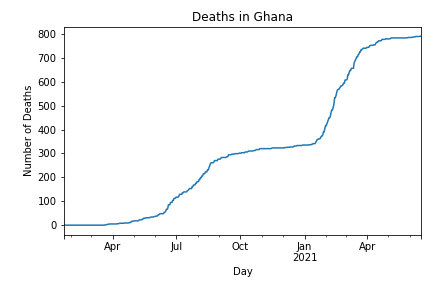 Deaths in Ghana
800
700
600
500
400
300
200
100
0
Number of Deaths
Apr
Jul
Oct
Jan
2021
Apr
Day